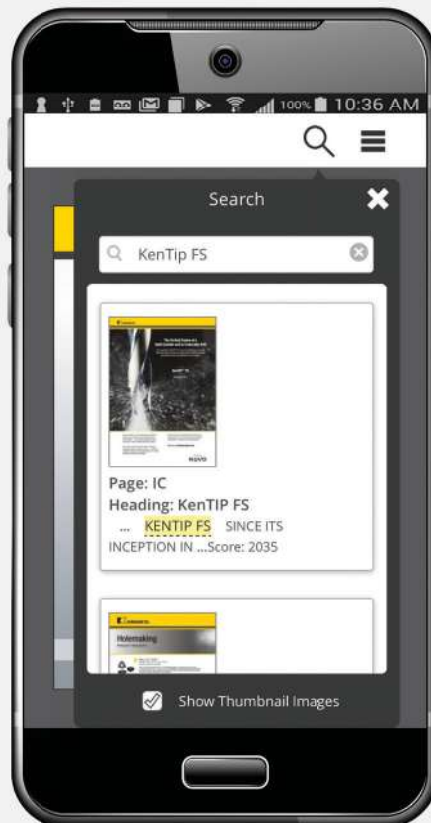 100% 10:36 AM
Search
KenTip FS
Page: IC
Heading: KenTIP FS
... KENTIP FS SINCE ITS
INCEPTION IN ...Score: 2035
Holemaking
Show Thumbnail Images